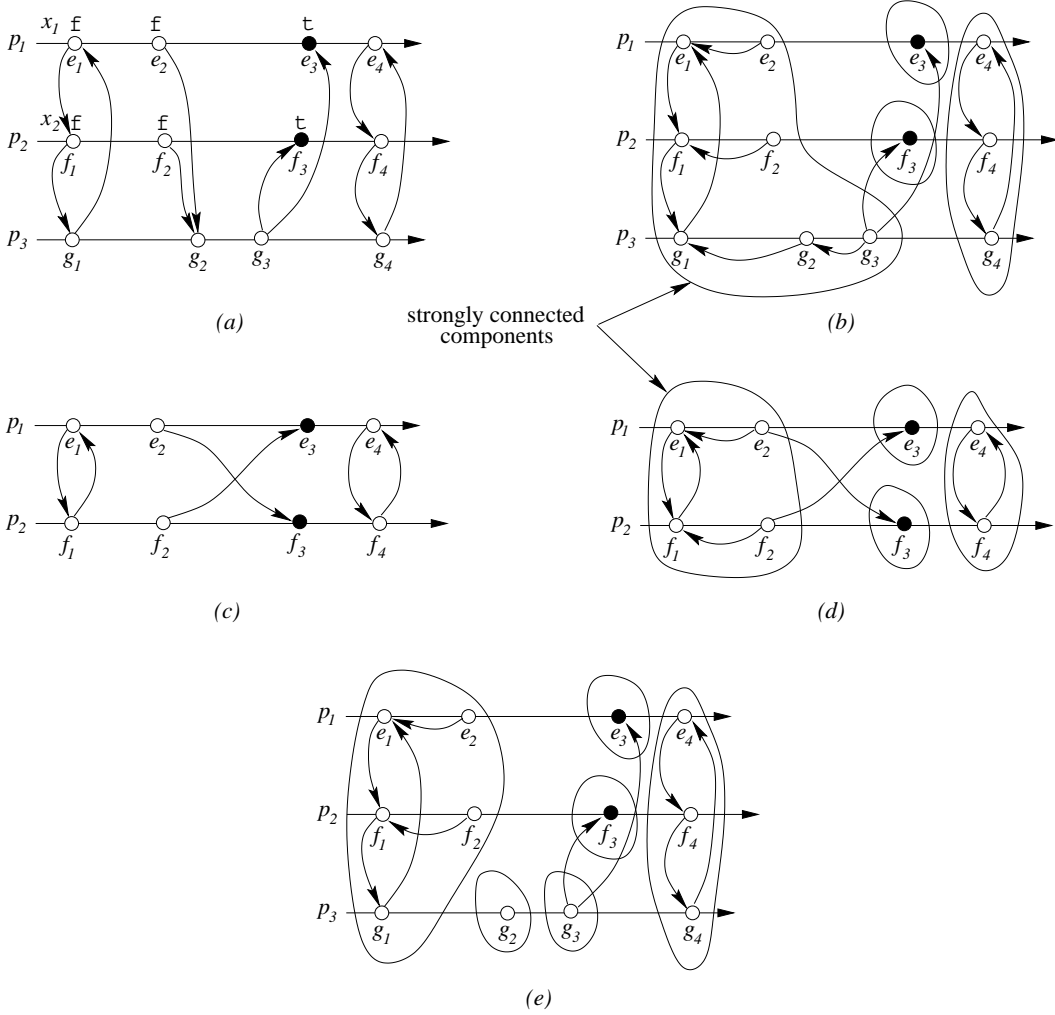 x1 f f t
p1
e1 e2 e3 e4
x2 f f t
p2
f1 f2 f3 f4
p3
g1 g2 g3 g4
(a)
p1
e1 e2 e3 e4
p2
f1 f2 f3 f4
p3
g1 g2 g3 g4
(b)
strongly connected
components
p1
e1 e2 e3 e4
p2
f1 f2 f3 f4
(c)
p1
e1 e2 e3 e4
p2
f1 f2 f3 f4
(d)
p1
e1 e2 e3 e4
p2
f1 f2 f3 f4
p3
g1 g2 g3 g4
(e)